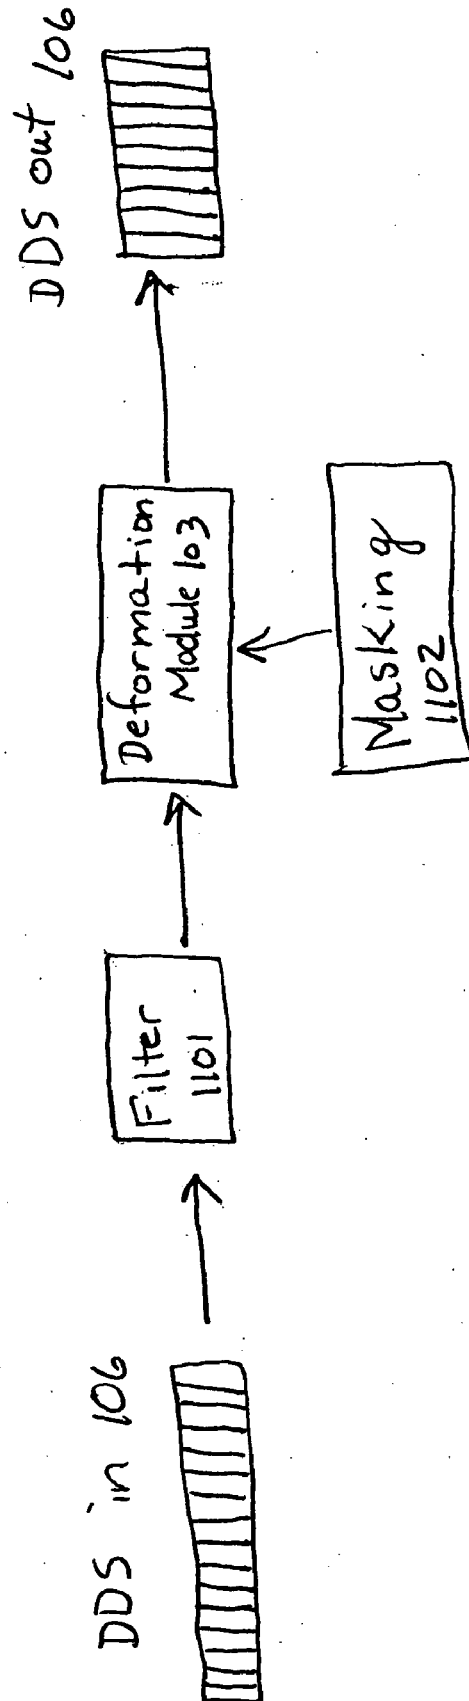 DDS in 106
Filter
1101
Deformation
Module 103
Masking
1102
DDS out 106